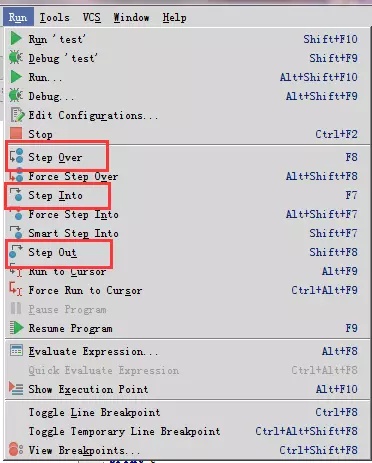 Run Tools VCS Window Help
Run 'test' Shift+F10
Debug 'test' Shift+F9
Run... Alt+Shift+F10
Debug... Alt+Shift+F9
Edit Configurations...
Stop Ctrl+F2
Step Over F8
Force Step Over Alt+Shift+F8
Step Into F7
Force Step Into Alt+Shift+F7
Smart Step Into Shift+F7
Step Out Shift+F8
Run to Cursor Alt+F9
Force Run to Cursor Ctrl+Alt+F9
Pause Program
Resume Program F9
Evaluate Expression... Alt+F8
Quick Evaluate Expression Ctrl+Alt+F8
Show Execution Point Alt+F10
Toggle Line Breakpoint Ctrl+F8
Toggle Temporary Line Breakpoint Ctrl+Alt+Shift+F8
View Breakpoints... Ctrl+Shift+F8